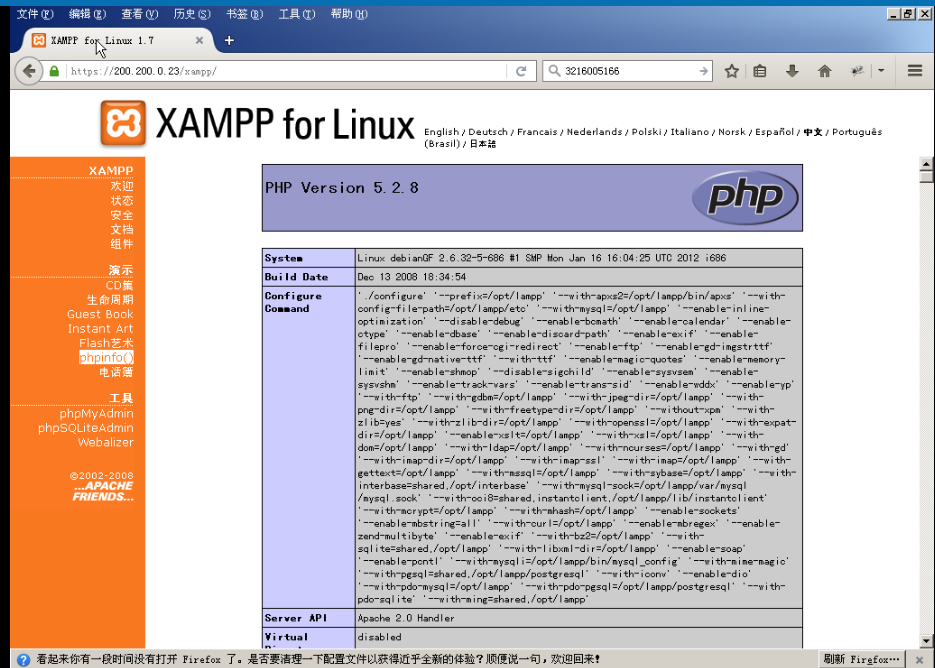 文件(F) 编辑(E) 查看(V) 历史(S) 书签(B) 工具(T) 帮助(H)
XAMPP for Linux 1.7
https://200.200.0.23/xampp/
3216005166
XAMPP for Linux
English / Deutsch / Francais / Nederlands / Polski / Italiano / Norsk / Español / 中文 / Português
(Brasil) / 日本語
XAMPP
欢迎
状态
安全
文档
组件
演示
CD集
生命周期
Guest Book
Instant Art
Flash艺术
phpinfo()
电话簿
工具
phpMyAdmin
phpSQLiteAdmin
Webalizer
©2002-2008
...APACHE
FRIENDS...
PHP Version 5.2.8
php
System Linux debianGF 2.6.32-5-686 #1 SMP Mon Jan 16 16:04:25 UTC 2012 i686
Build Date Dec 13 2008 18:34:54
Configure
Command
'./configure' '--prefix=/opt/lampp' '--with-apxs2=/opt/lampp/bin/apxs' '--with-
config-file-path=/opt/lampp/etc' '--with-mysql=/opt/lampp' '--enable-inline-
optimization' '--disable-debug' '--enable-bcmath' '--enable-calendar' '--enable-
ctype' '--enable-dbase' '--enable-discard-path' '--enable-exif' '--enable-
filepro' '--enable-force-cgi-redirect' '--enable-ftp' '--enable-gd-imgstrttf'
'--enable-gd-native-ttf' '--with-ttf' '--enable-magic-quotes' '--enable-memory-
limit' '--enable-shmop' '--disable-sigchild' '--enable-sysvsem' '--enable-
sysvshm' '--enable-track-vars' '--enable-trans-sid' '--enable-wddx' '--enable-yp'
'--with-ftp' '--with-gdbm=/opt/lampp' '--with-jpeg-dir=/opt/lampp' '--with-
png-dir=/opt/lampp' '--with-freetype-dir=/opt/lampp' '--without-xpm' '--with-
zlib=yes' '--with-zlib-dir=/opt/lampp' '--with-openssl=/opt/lampp' '--with-expat-
dir=/opt/lampp' '--enable-xslt=/opt/lampp' '--with-xsl=/opt/lampp' '--with-
dom=/opt/lampp' '--with-ldap=/opt/lampp' '--with-ncurses=/opt/lampp' '--with-gd'
'--with-imap-dir=/opt/lampp' '--with-imap-ssl' '--with-imap=/opt/lampp' '--with-
gettext=/opt/lampp' '--with-mssql=/opt/lampp' '--with-sybase=/opt/lampp' '--with-
interbase=shared,/opt/lampp' '--with-mysql-sock=/opt/lampp/var/mysql
/mysql.sock' '--with-oci8=shared,instantclient,/opt/lampp/lib/instantclient'
'--with-mcrypt=/opt/lampp' '--with-mhash=/opt/lampp' '--enable-sockets'
'--enable-mbstring=all' '--with-curl=/opt/lampp' '--enable-mbregex' '--enable-
zend-multibyte' '--enable-exif' '--with-bz2=/opt/lampp' '--with-
sqlite=shared,/opt/lampp' '--with-libxml-dir=/opt/lampp' '--enable-soap'
'--enable-pcntl' '--with-mysqli=/opt/lampp/bin/mysql_config' '--with-mime-magic'
'--with-pgsql=shared,/opt/lampp/postgresql' '--with-iconv' '--enable-dio'
'--with-pdo-mysql=/opt/lampp' '--with-pdo-pgsql=/opt/lampp/postgresql' '--with-
pdo-sqlite' '--with-ming=shared,/opt/lampp'
Server API Apache 2.0 Handler
Virtual disabled
看起来你有一段时间没有打开 Firefox 了。是否要清理一下配置文件以获得近乎全新的体验？顺便说一句，欢迎回来! 刷新 Firefox…